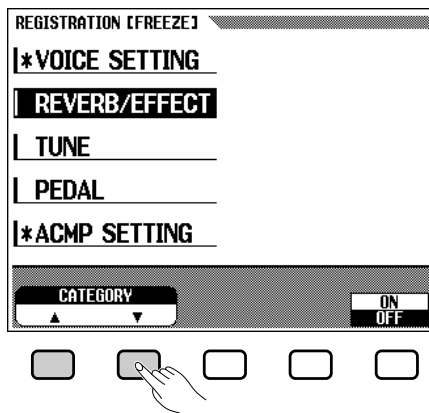 REGISTRATION [FREEZE]
*VOICE SETTING
REVERB/EFFECT
TUNE
PEDAL
*ACMP SETTING
CATEGORY
▲ ▼
ON
OFF